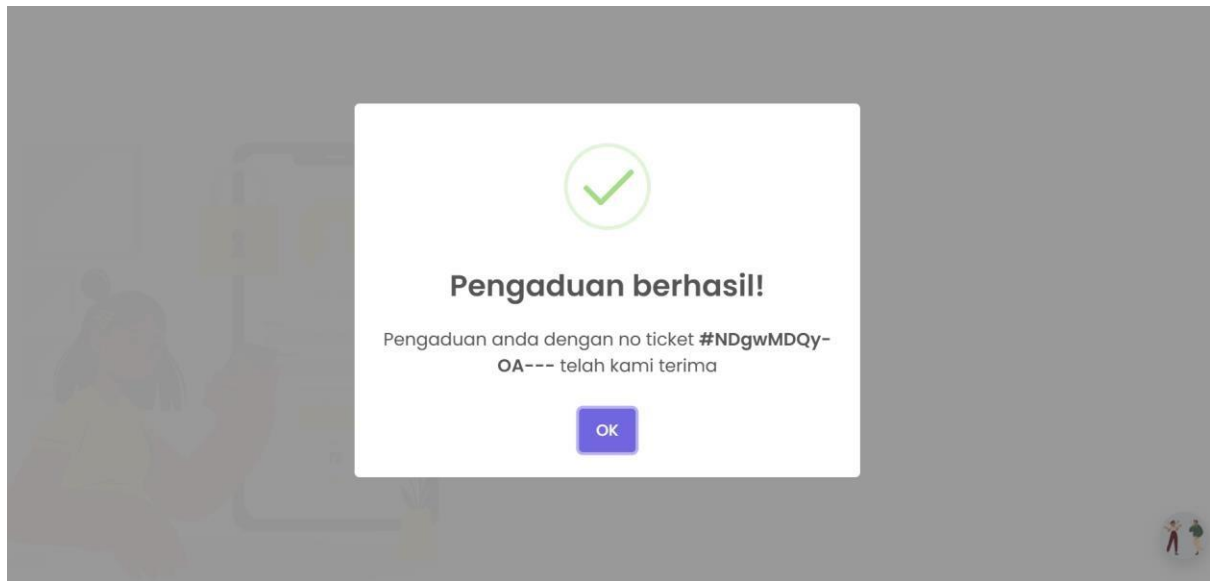 Pengaduan berhasil!
Pengaduan anda dengan no ticket #NDgwMDQy-
OA--- telah kami terima
OK